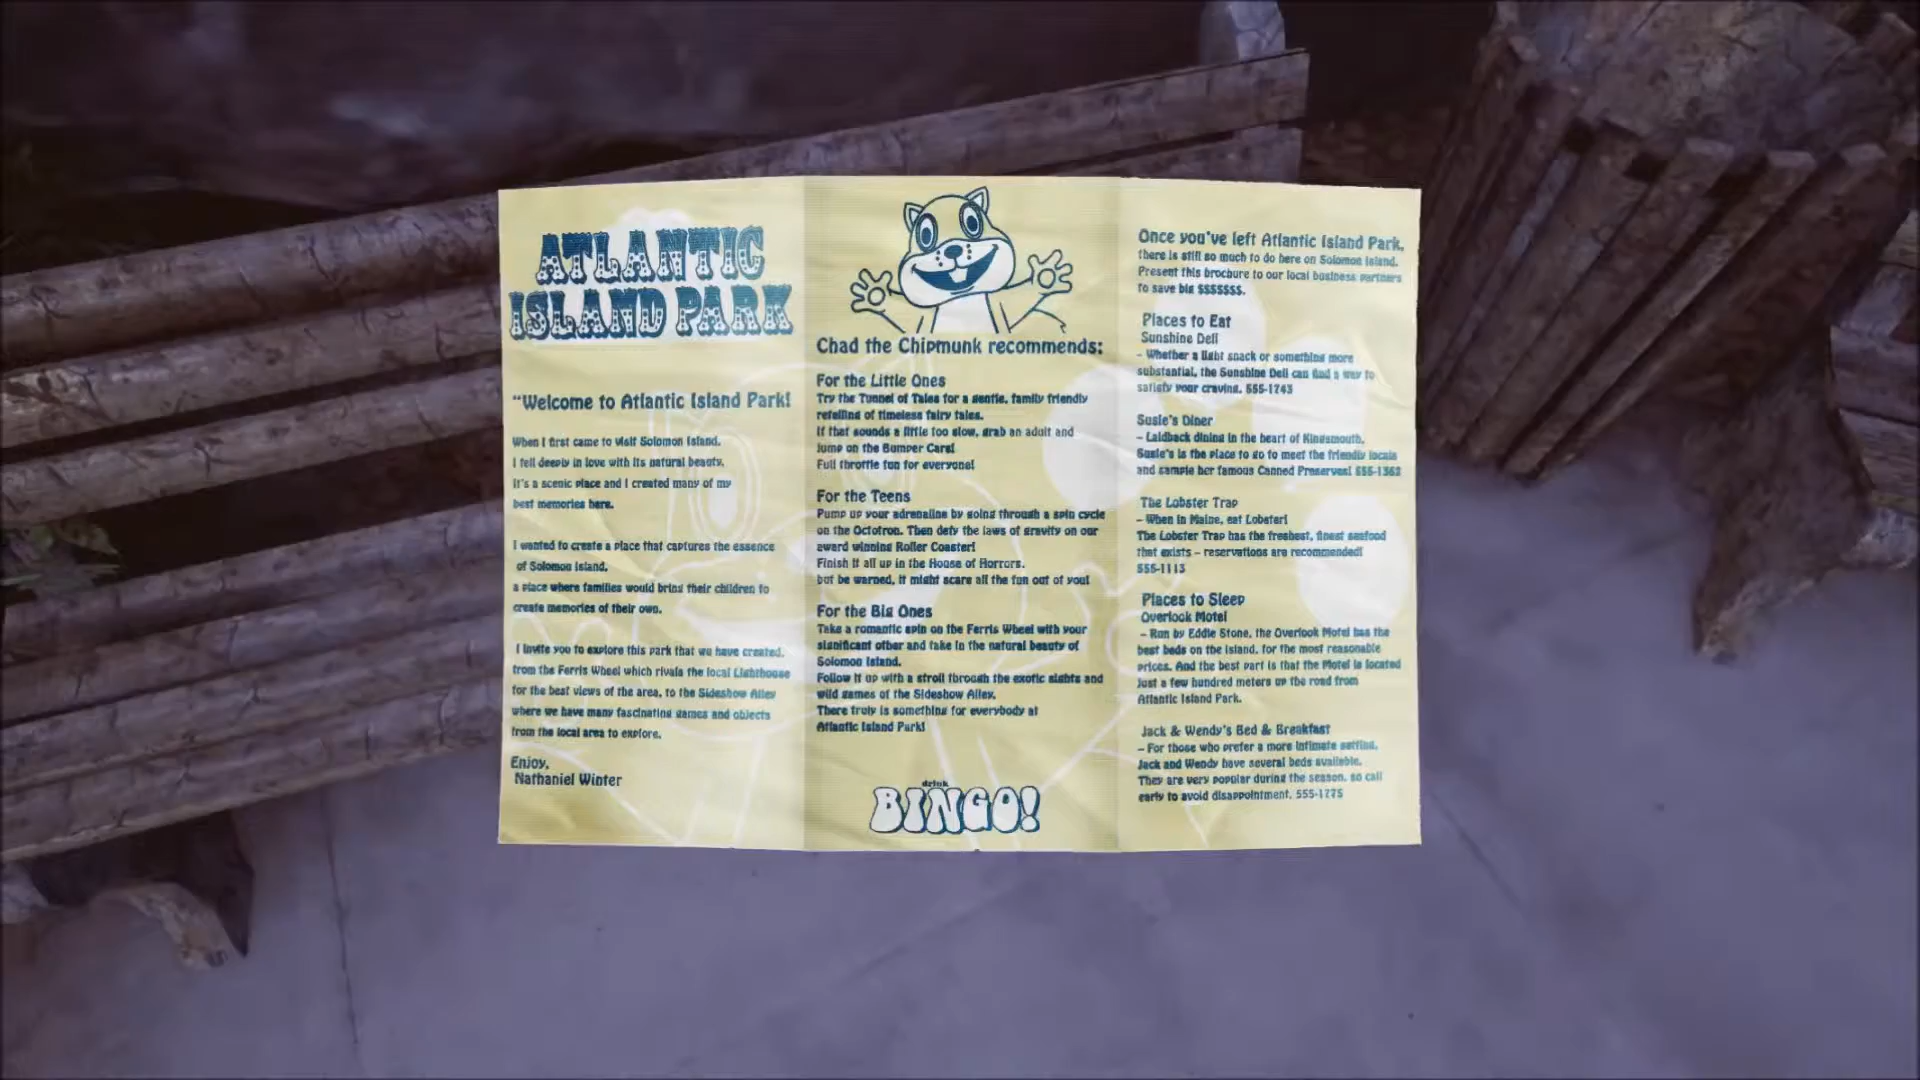 ATLANTIC
ISLAND PARK
"Welcome to Atlantic Island Park!
When I first came to visit Solomon Island,
I fell deeply in love with its natural beauty.
It's a scenic place and I created many of my
best memories here.
I wanted to create a place that captures the essence
of Solomon Island,
a place where families would bring their children to
create memories of their own.
I invite you to explore this park that we have created,
from the Ferris Wheel which rivals the local Lighthouse
for the best views of the area, to the Sideshow Alley
where we have many fascinating games and objects
from the local area to explore.
Enjoy,
Nathaniel Winter
Chad the Chipmunk recommends:
For the Little Ones
Try the Tunnel of Tales for a gentle, family friendly
retelling of timeless fairy tales.
If that sounds a little too slow, grab an adult and
jump on the Bumper Cars!
Full throttle fun for everyone!
For the Teens
Pump up your adrenaline by going through a spin cycle
on the Octotron. Then defy the laws of gravity on our
award winning Roller Coaster!
Finish it all up in the House of Horrors,
but be warned, it might scare all the fun out of you!
For the Big Ones
Take a romantic spin on the Ferris Wheel with your
significant other and take in the natural beauty of
Solomon Island.
Follow it up with a stroll through the exotic sights and
wild games of the Sideshow Alley.
There truly is something for everybody at
Atlantic Island Park!
drink
BINGO!
Once you've left Atlantic Island Park,
there is still so much to do here on Solomon Island.
Present this brochure to our local business partners
to save big $$$$$$$.
Places to Eat
Sunshine Deli
- Whether a light snack or something more
substantial, the Sunshine Deli can find a way to
satisfy your craving. 555-1743
Susie's Diner
- Laidback dining in the heart of Kingsmouth.
Susie's is the place to go to meet the friendly locals
and sample her famous Canned Preserves! 555-1362
The Lobster Trap
- When in Maine, eat Lobster!
The Lobster Trap has the freshest, finest seafood
that exists - reservations are recommended!
555-1113
Places to Sleep
Overlook Motel
- Run by Eddie Stone, the Overlook Motel has the
best beds on the island, for the most reasonable
prices. And the best part is that the Motel is located
just a few hundred meters up the road from
Atlantic Island Park.
Jack & Wendy's Bed & Breakfast
- For those who prefer a more intimate setting,
Jack and Wendy have several beds available.
They are very popular during the season, so call
early to avoid disappointment. 555-1275